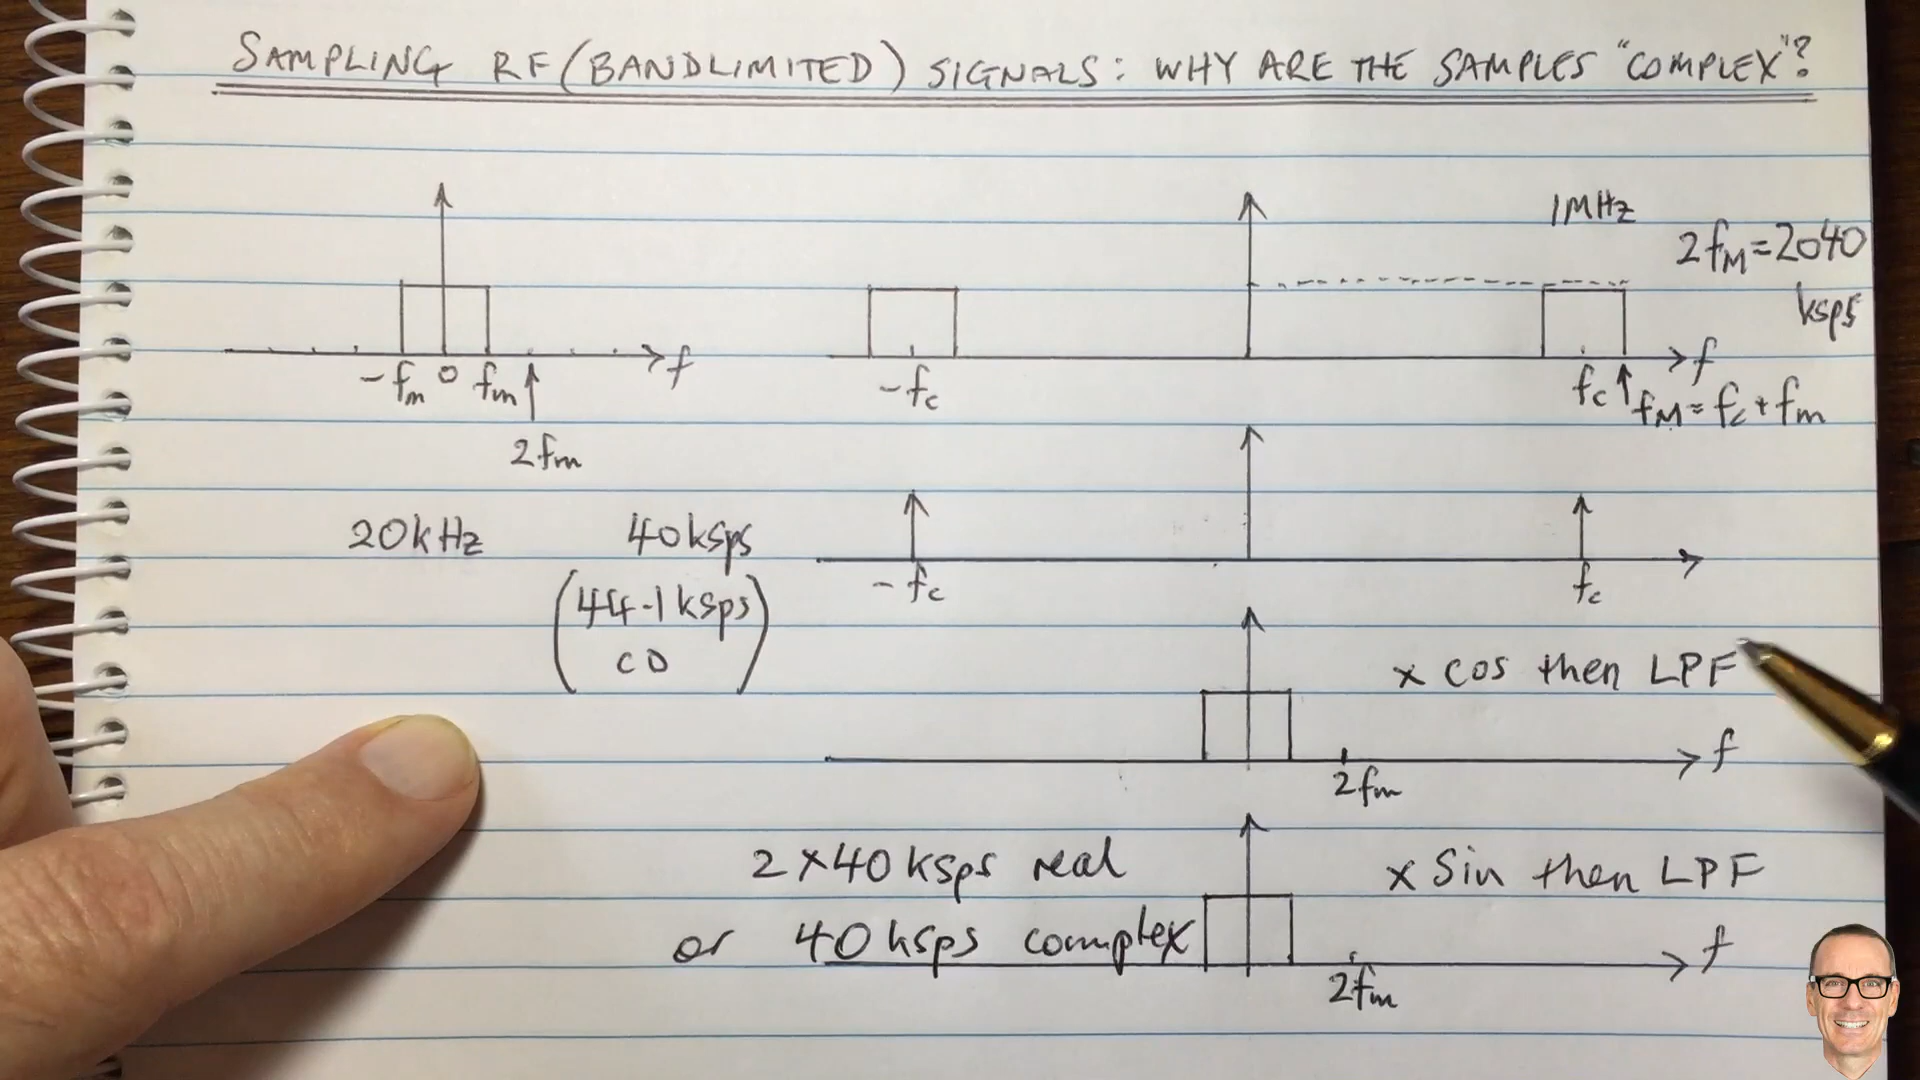 SAMPLING RF (BANDLIMITED) SIGNALS: WHY ARE THE SAMPLES "COMPLEX"?
1MHz
2fM = 2040
ksps
-fm 0 fm
f
2fm
-fc
fc
f
fM = fc + fm
20kHz
40ksps
(44.1ksps
CD)
-fc
fc
x cos then LPF
f
2fm
2x40ksps real
or 40ksps complex
x Sin then LPF
f
2fm